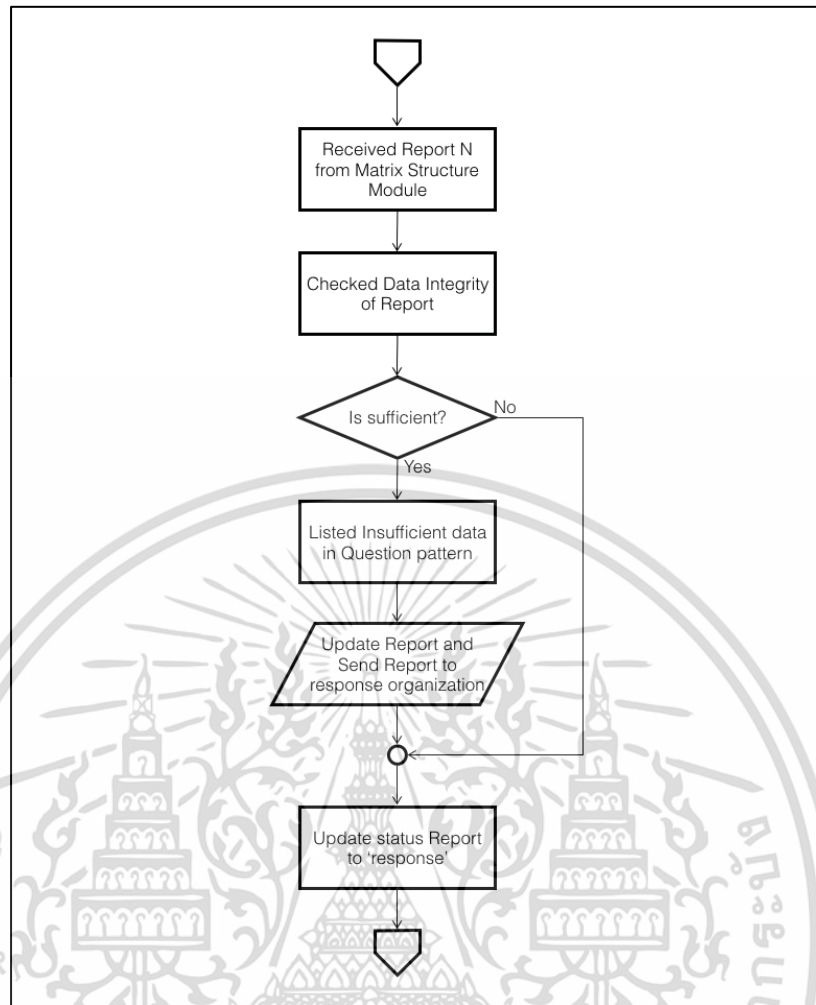 Received Report N
from Matrix Structure
Module
Checked Data Integrity
of Report
Is sufficient?
No
Yes
Listed Insufficient data
in Question pattern
Update Report and
Send Report to
response organization
Update status Report
to ‘response’